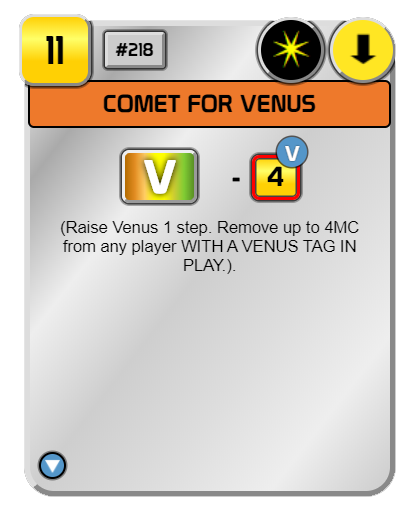 11
#218
COMET FOR VENUS
V
- 4
V
(Raise Venus 1 step. Remove up to 4MC
from any player WITH A VENUS TAG IN
PLAY.).